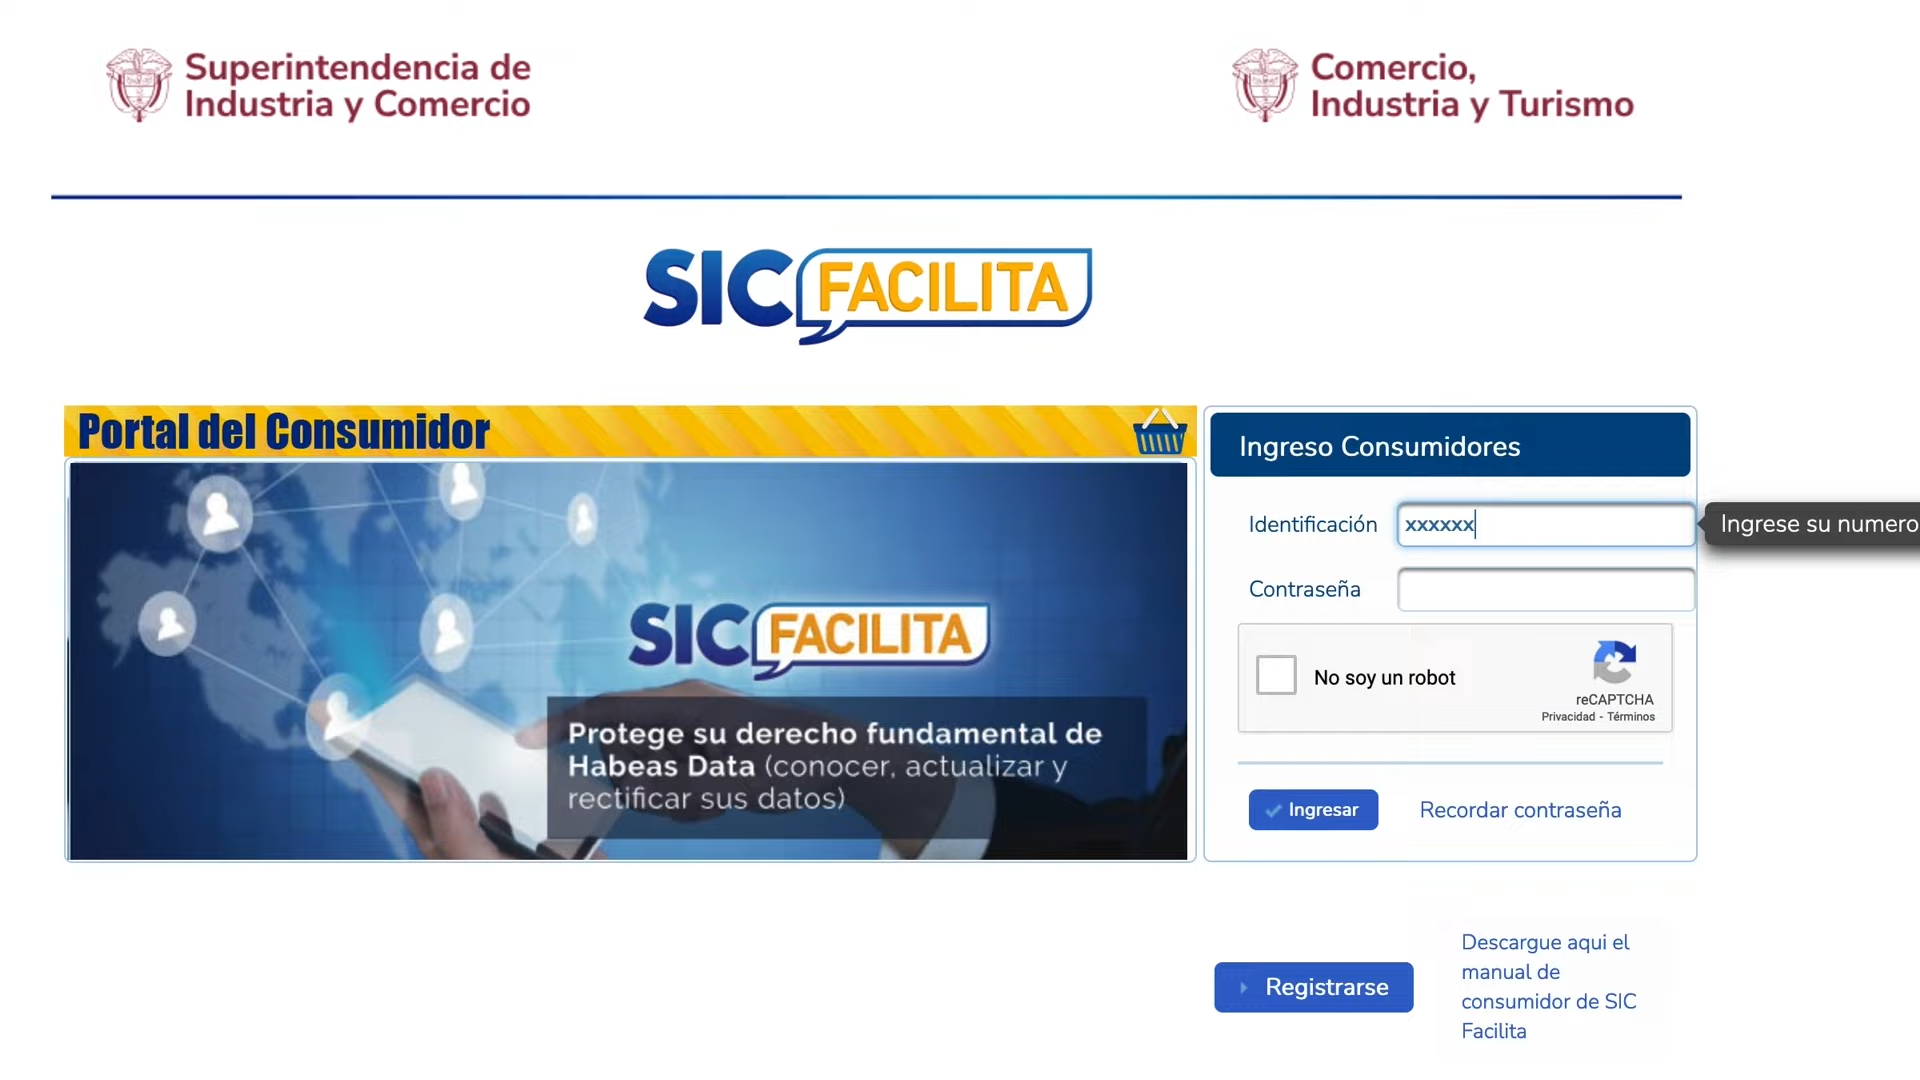 Superintendencia de
Industria y Comercio
Comercio,
Industria y Turismo
SIC FACILITA
Portal del Consumidor
SIC FACILITA
Protege su derecho fundamental de
Habeas Data (conocer, actualizar y
rectificar sus datos)
Ingreso Consumidores
Identificación xxxxxx
Ingrese su numero
Contraseña
No soy un robot
reCAPTCHA
Privacidad - Términos
Ingresar
Recordar contraseña
Registrarse
Descargue aqui el
manual de
consumidor de SIC
Facilita